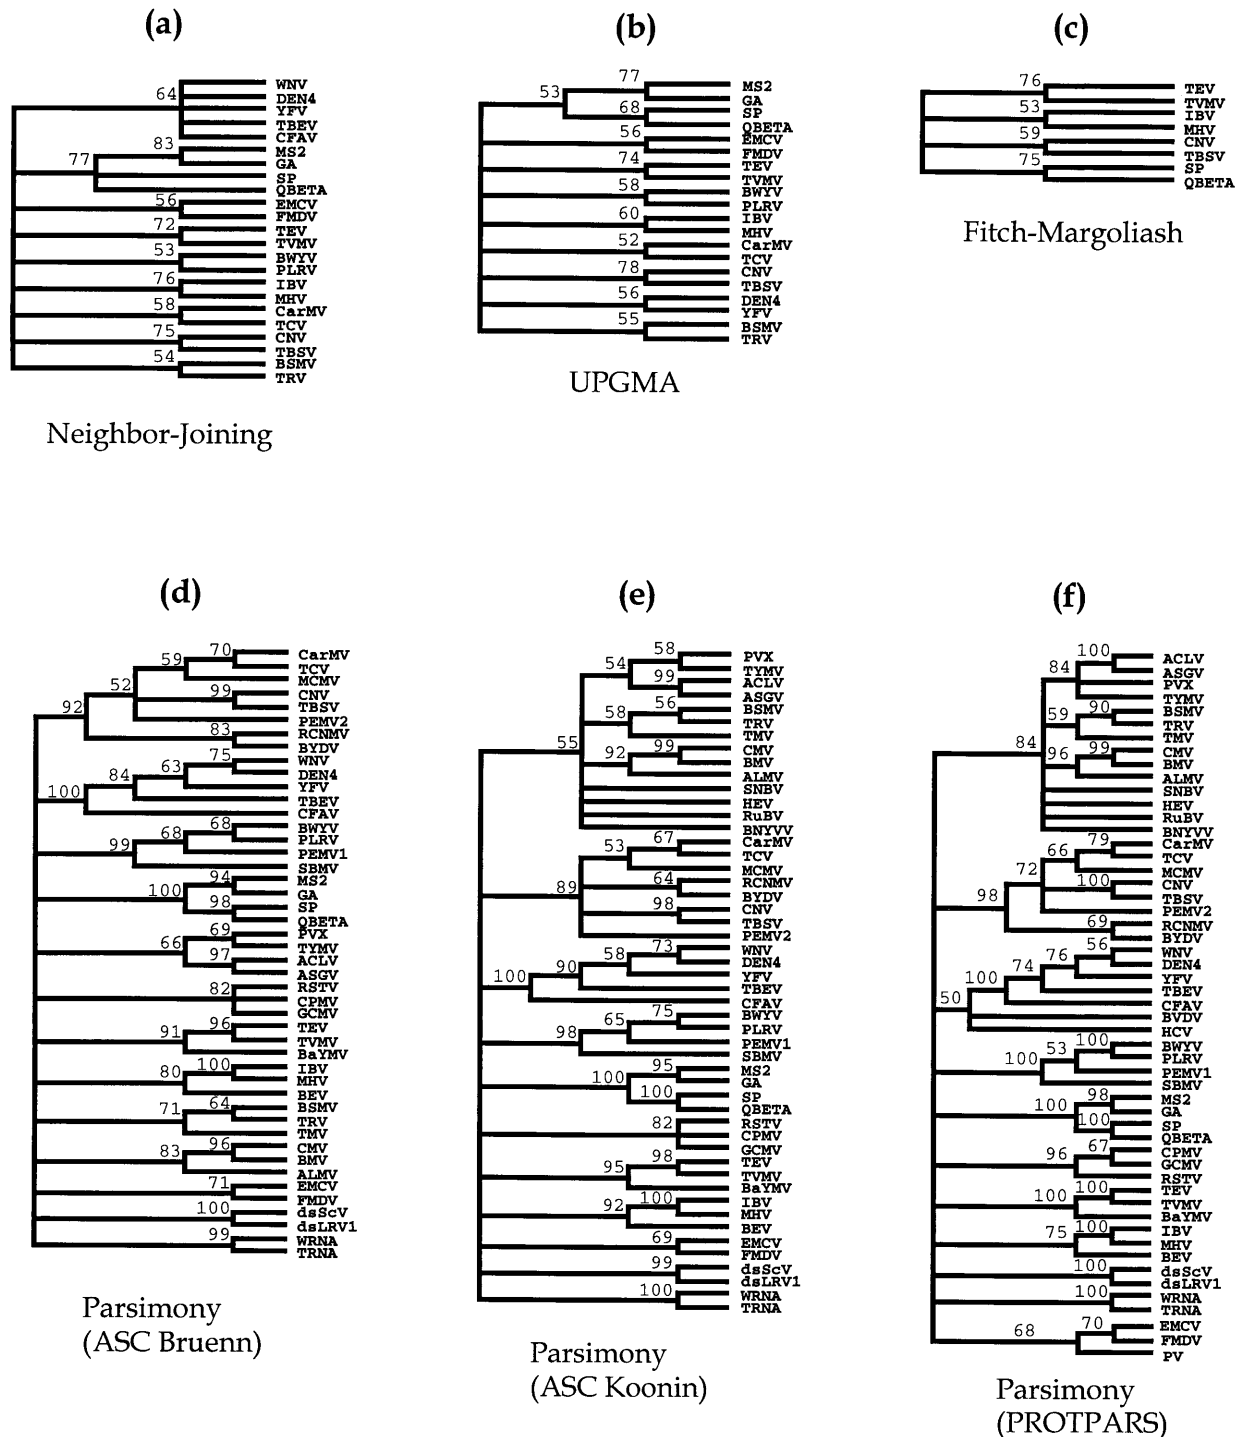 (a)
64
WNV
DEN4
YFV
TBEV
CFAV
77
83
MS2
GA
SP
QBETA
56
EMCV
FMDV
72
TEV
TVMV
53
BWYV
PLRV
76
IBV
MHV
58
CarMV
TCV
75
CNV
TBSV
54
BSMV
TRV
Neighbor-Joining
(b)
53
77
MS2
GA
68
SP
QBETA
56
EMCV
FMDV
74
TEV
TVMV
58
BWYV
PLRV
60
IBV
MHV
52
CarMV
TCV
78
CNV
TBSV
56
DEN4
YFV
55
BSMV
TRV
UPGMA
(c)
76
TEV
TVMV
53
IBV
MHV
59
CNV
TBSV
75
SP
QBETA
Fitch-Margoliash
(d)
92
52
59
70
CarMV
TCV
MCMV
99
CNV
TBSV
PEMV2
83
RCNMV
BYDV
100
84
63
75
WNV
DEN4
YFV
TBEV
CFAV
99
68
68
BWYV
PLRV
PEMV1
SBMV
100
94
MS2
GA
98
SP
QBETA
66
69
PVX
TYMV
97
ACLV
ASGV
82
RSTV
CPMV
GCMV
91
96
TEV
TVMV
BaYMV
80
100
IBV
MHV
BEV
71
64
BSMV
TRV
TMV
83
96
CMV
BMV
ALMV
71
EMCV
FMDV
100
dsScV
dsLRV1
99
WRNA
TRNA
Parsimony
(ASC Bruenn)
(e)
55
54
58
PVX
TYMV
99
ACLV
ASGV
58
56
BSMV
TRV
TMV
92
99
CMV
BMV
ALMV
SNBV
HEV
RuBV
BNYVV
89
53
67
CarMV
TCV
MCMV
64
RCNMV
BYDV
98
CNV
TBSV
PEMV2
100
90
58
73
WNV
DEN4
YFV
TBEV
CFAV
98
65
75
BWYV
PLRV
PEMV1
SBMV
100
95
MS2
GA
100
SP
QBETA
82
RSTV
CPMV
GCMV
95
98
TEV
TVMV
BaYMV
92
100
IBV
MHV
BEV
69
EMCV
FMDV
99
dsScV
dsLRV1
100
WRNA
TRNA
Parsimony
(ASC Koonin)
(f)
84
84
100
ACLV
ASGV
PVX
TYMV
59
90
BSMV
TRV
TMV
96
99
CMV
BMV
ALMV
SNBV
HEV
RuBV
BNYVV
98
72
66
79
CarMV
TCV
MCMV
100
CNV
TBSV
PEMV2
69
RCNMV
BYDV
50
100
74
76
56
WNV
DEN4
YFV
TBEV
CFAV
BVDV
HCV
100
53
100
BWYV
PLRV
PEMV1
SBMV
100
98
MS2
GA
100
SP
QBETA
96
67
CPMV
GCMV
RSTV
100
100
TEV
TVMV
BaYMV
75
100
IBV
MHV
BEV
100
dsScV
dsLRV1
100
WRNA
TRNA
68
70
EMCV
FMDV
PV
Parsimony
(PROTPARS)